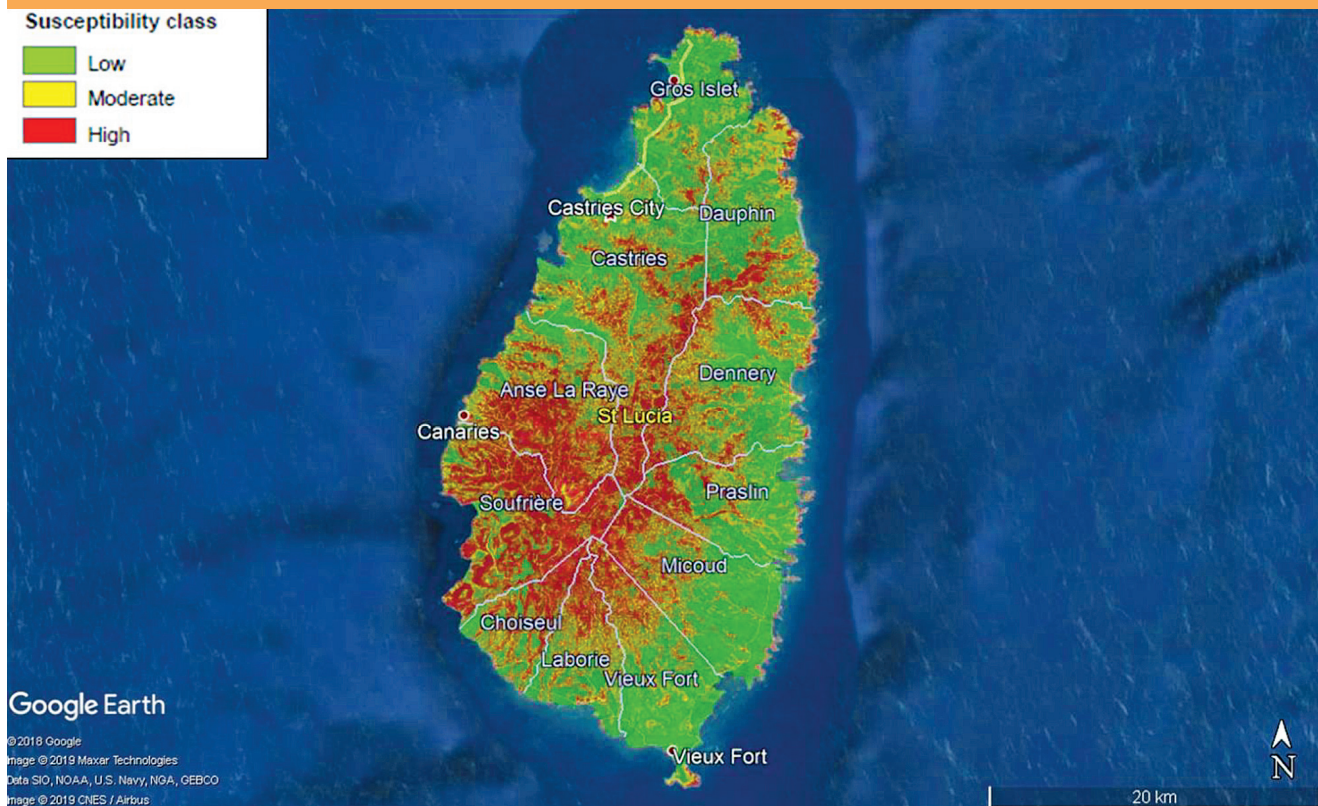 Susceptibility class
Low
Moderate
High
Gros Islet
Castries City
Dauphin
Castries
Dennery
Anse La Raye
St Lucia
Canaries
Praslin
Soufrière
Micoud
Choiseul
Laborie
Vieux Fort
Vieux Fort
Google Earth
©2018 Google
Image © 2019 Maxar Technologies
Data SIO, NOAA, U.S. Navy, NGA, GEBCO
Image © 2019 CNES / Airbus
N
20 km